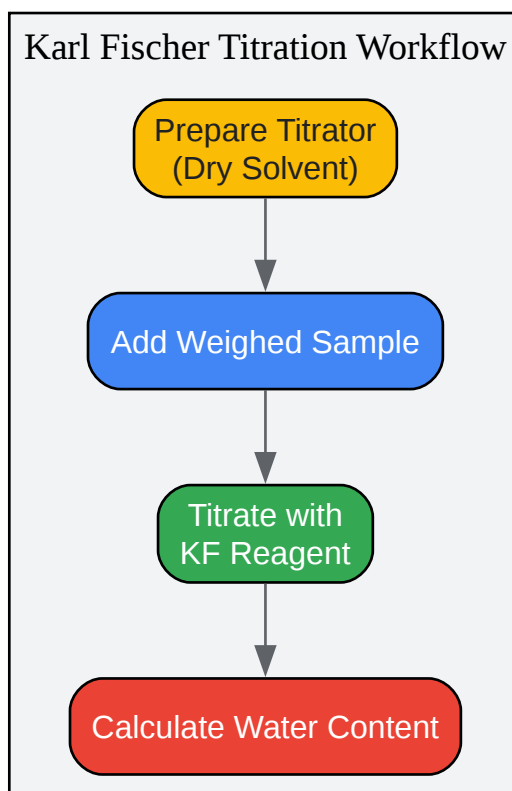 Karl Fischer Titration Workflow
Prepare Titrator
(Dry Solvent)
Add Weighed Sample
Titrate with
KF Reagent
Calculate Water Content